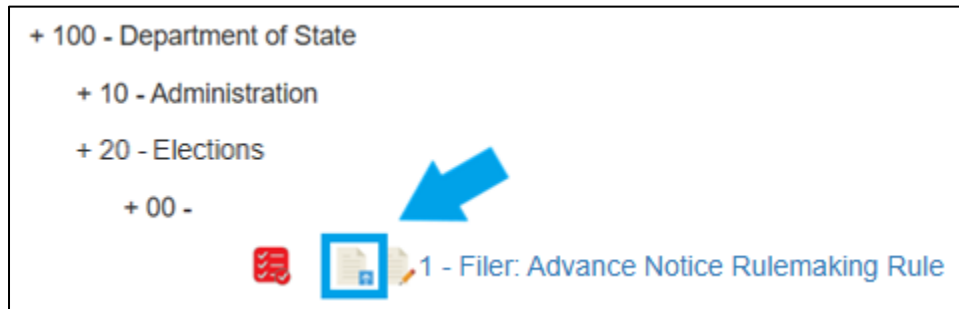 + 100 - Department of State
+ 10 - Administration
+ 20 - Elections
+ 00 -
1 - Filer: Advance Notice Rulemaking Rule